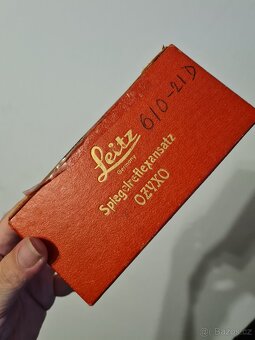 Leitz
Germany
610-21D
Spiegelreflexansatz
OZYXO
Bazos.cz